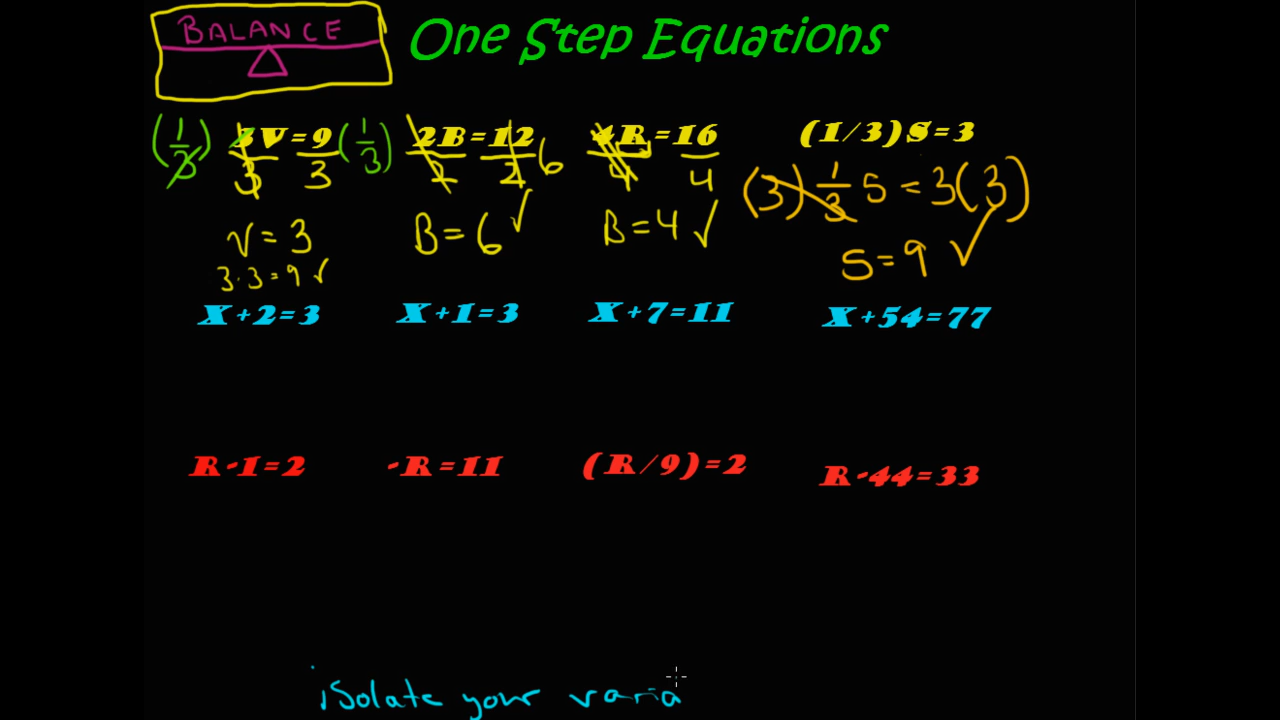 BALANCE
One Step Equations
(1/3) 3V=9 (1/3) 2B=12 4R=16 (1/3)S=3
3 3 2 2 6 4 4 (3) 1/3 S = 3(3)
V = 3 B = 6 √ B = 4 √ S = 9 √
3·3=9 √
X+2=3 X+1=3 X+7=11 X+54=77
R-1=2 -R=11 (R/9)=2 R-44=33
isolate your varia